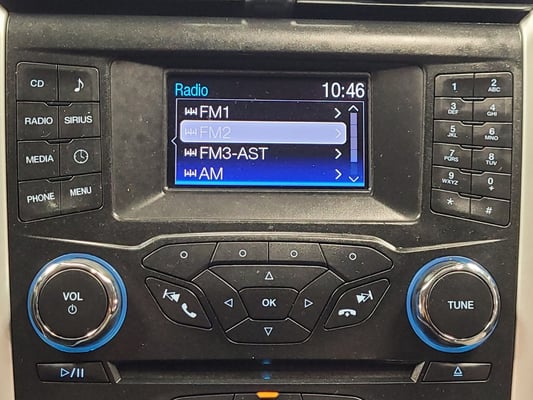 Radio 10:46
FM1
FM2
FM3-AST
AM
CD
RADIO SIRIUS
MEDIA
PHONE MENU
1 2 ABC
3 DEF 4 GHI
5 JKL 6 MNO
7 PQRS 8 TUV
9 WXYZ 0 +
* #
VOL
OK
TUNE